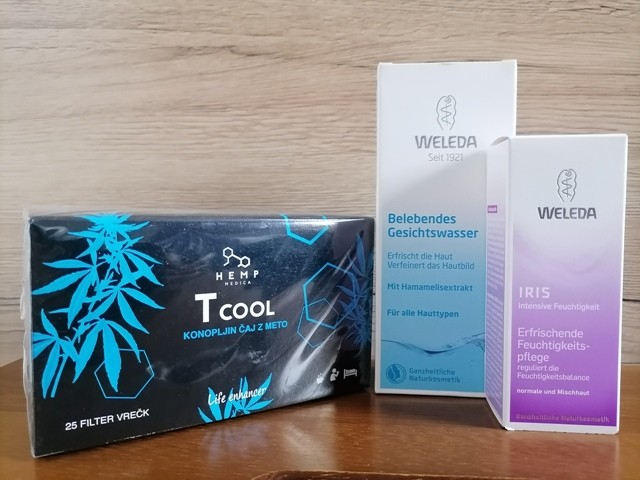 HEMP
MEDICA
T COOL
KONOPLJIN ČAJ Z METO
Life enhancer
25 FILTER VREČK
WELEDA
Seit 1921
Belebendes
Gesichtswasser
Erfrischt die Haut
Verfeinert das Hautbild
Mit Hamamelisextrakt
Für alle Hauttypen
Ganzheitliche
Naturkosmetik
WELEDA
IRIS
Intensive Feuchtigkeit
Erfrischende
Feuchtigkeits-
pflege
reguliert die
Feuchtigkeitsbalance
normale und Mischhaut
Ganzheitliche Naturkosmetik